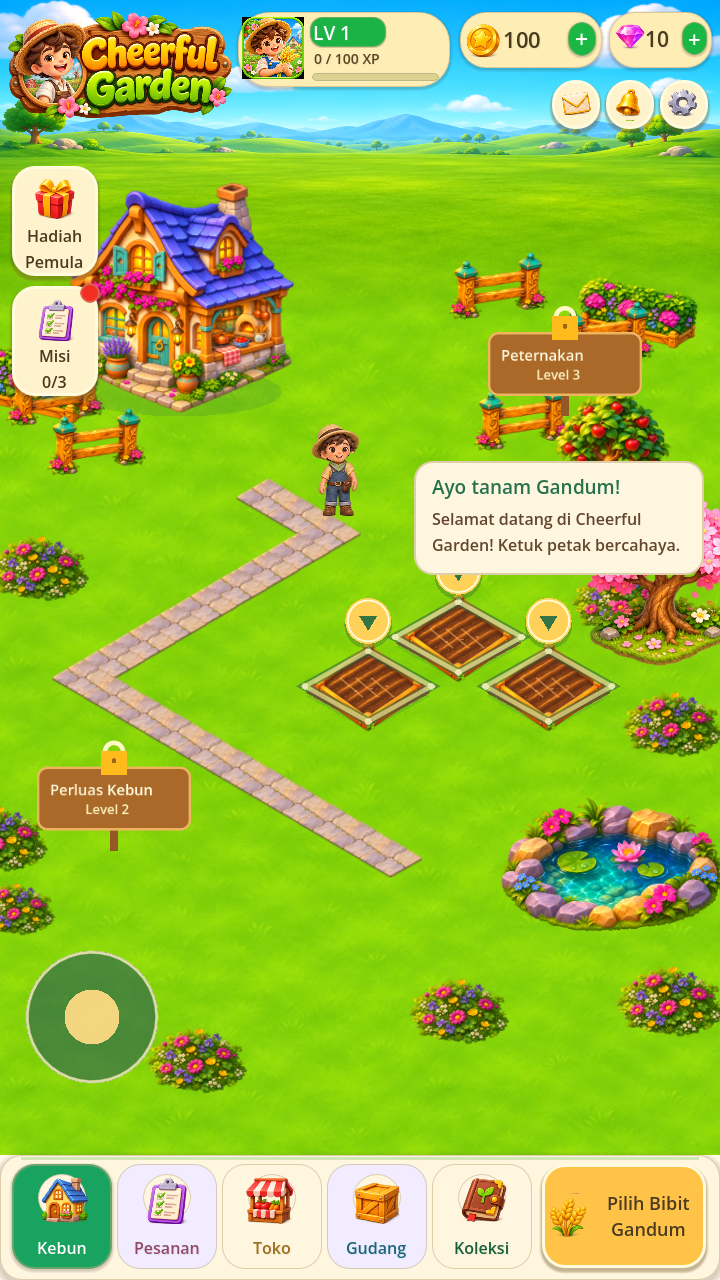 Cheerful
Garden
LV 1
0 / 100 XP
100
+
10
+
Hadiah
Pemula
Misi
0/3
Peternakan
Level 3
Ayo tanam Gandum!
Selamat datang di Cheerful
Garden! Ketuk petak bercahaya.
Perluas Kebun
Level 2
Kebun
Pesanan
Toko
Gudang
Koleksi
Pilih Bibit
Gandum